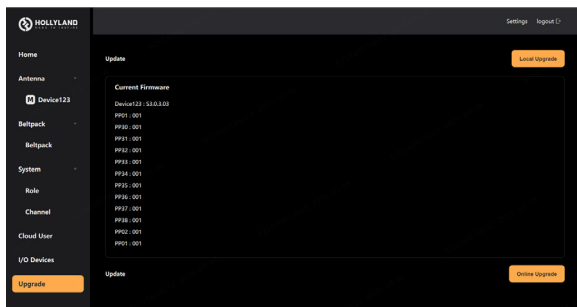 HOLLYLAND
Settings logout
Home
Update
Local Upgrade
Antenna
Current Firmware
M Device123
Device123 : S3.0.3.03
PP01 : 001
Beltpack
PP30 : 001
PP31 : 001
Beltpack
PP32 : 001
PP33 : 001
System
PP34 : 001
PP35 : 001
Role
PP36 : 001
PP37 : 001
Channel
PP38 : 001
PP02 : 001
Cloud User
PP01 : 001
I/O Devices
Update
Online Upgrade
Upgrade